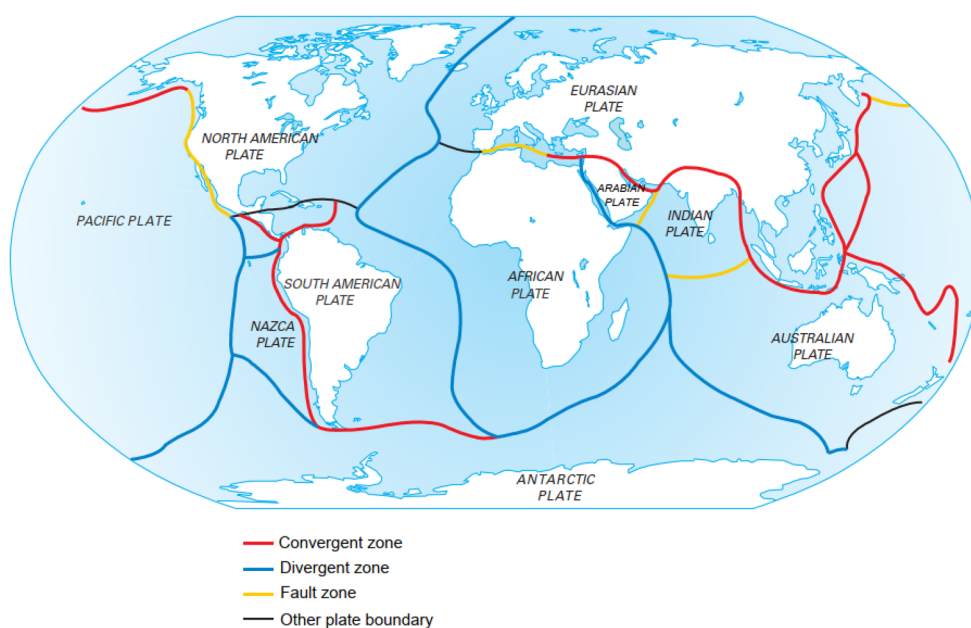 EURASIAN
PLATE
NORTH AMERICAN
PLATE
ARABIAN
PLATE
PACIFIC PLATE
INDIAN
PLATE
AFRICAN
PLATE
SOUTH AMERICAN
PLATE
NAZCA
PLATE
AUSTRALIAN
PLATE
ANTARCTIC
PLATE
Convergent zone
Divergent zone
Fault zone
Other plate boundary